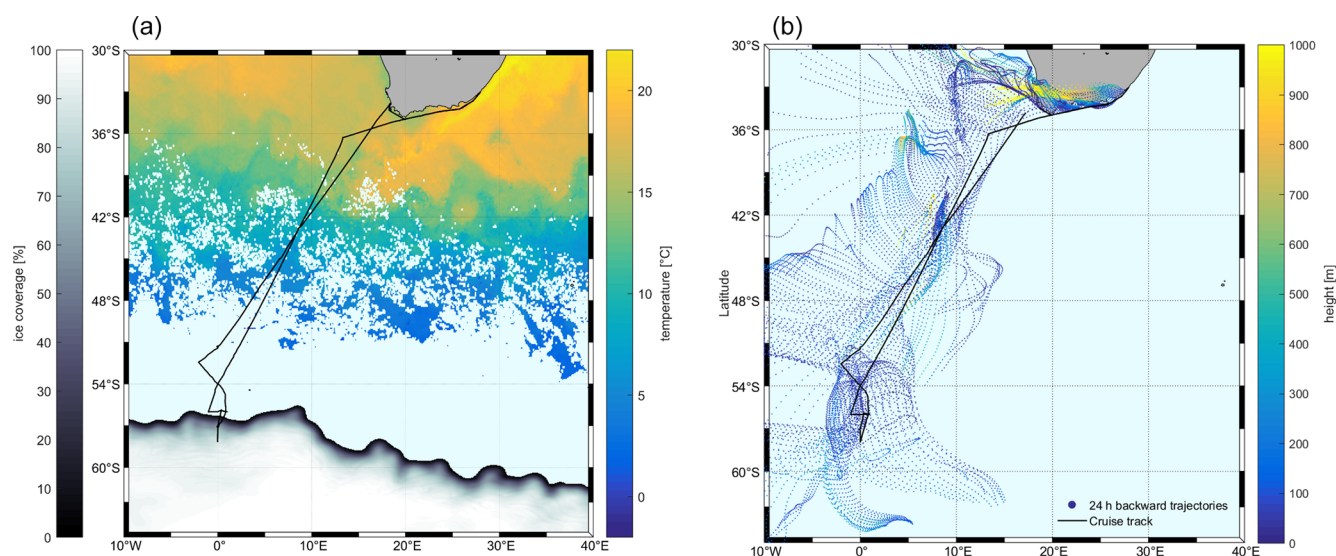 (a)
(b)
100
90
80
70
60
50
40
30
20
10
0
ice coverage [%]
30°S
36°S
42°S
48°S
54°S
60°S
10°W
0°
10°E
20°E
30°E
40°E
20
15
10
5
0
temperature [°C]
Latitude
30°S
36°S
42°S
48°S
54°S
60°S
10°W
0°
10°E
20°E
30°E
40°E
24 h backward trajectories
Cruise track
1000
900
800
700
600
500
400
300
200
100
0
height [m]